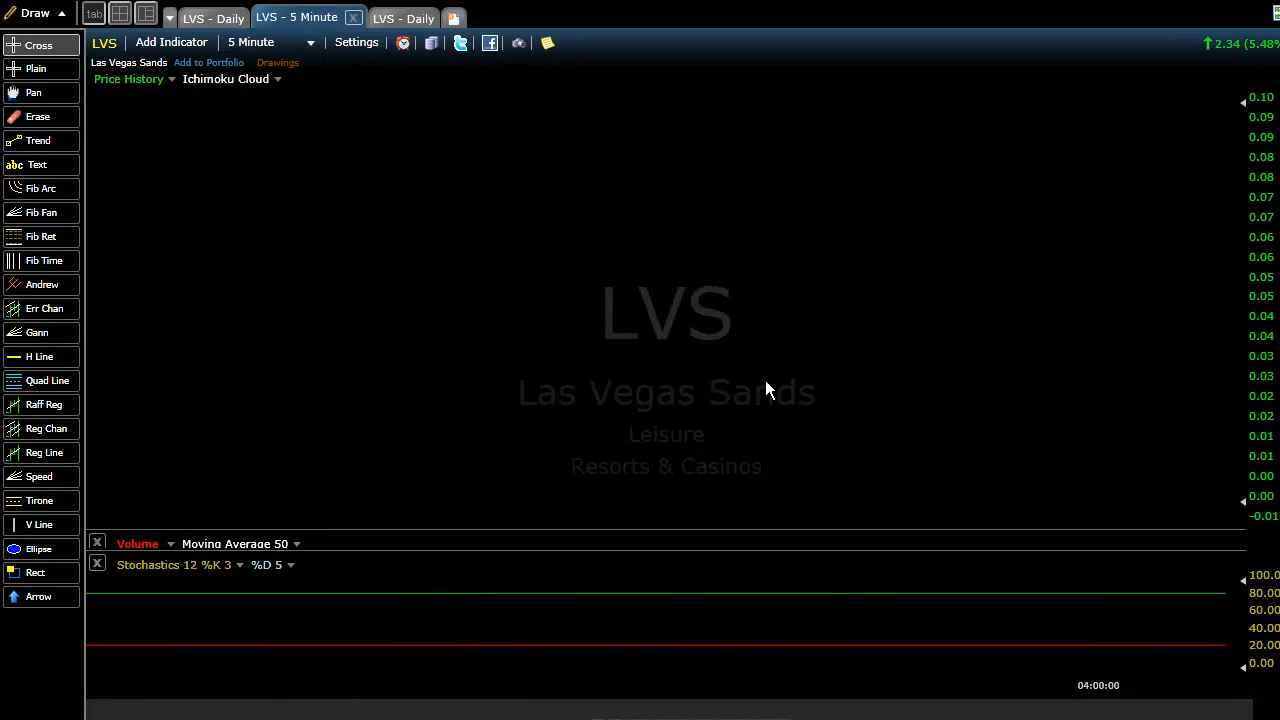 Draw
tab
LVS - Daily
LVS - 5 Minute
LVS - Daily
LVS
Add Indicator
5 Minute
Settings
2.34 (5.48%
Las Vegas Sands
Add to Portfolio
Drawings
Price History
Ichimoku Cloud
Cross
Plain
Pan
Erase
Trend
abc Text
Fib Arc
Fib Fan
Fib Ret
Fib Time
Andrew
Err Chan
Gann
H Line
Quad Line
Raff Reg
Reg Chan
Reg Line
Speed
Tirone
V Line
Ellipse
Rect
Arrow
LVS
Las Vegas Sands
Leisure
Resorts & Casinos
0.10
0.09
0.09
0.08
0.08
0.07
0.07
0.06
0.06
0.05
0.05
0.04
0.04
0.03
0.03
0.02
0.02
0.01
0.01
0.00
0.00
-0.01
Volume
Moving Average 50
Stochastics 12 %K 3
%D 5
100.0
80.00
60.00
40.00
20.00
0.00
04:00:00